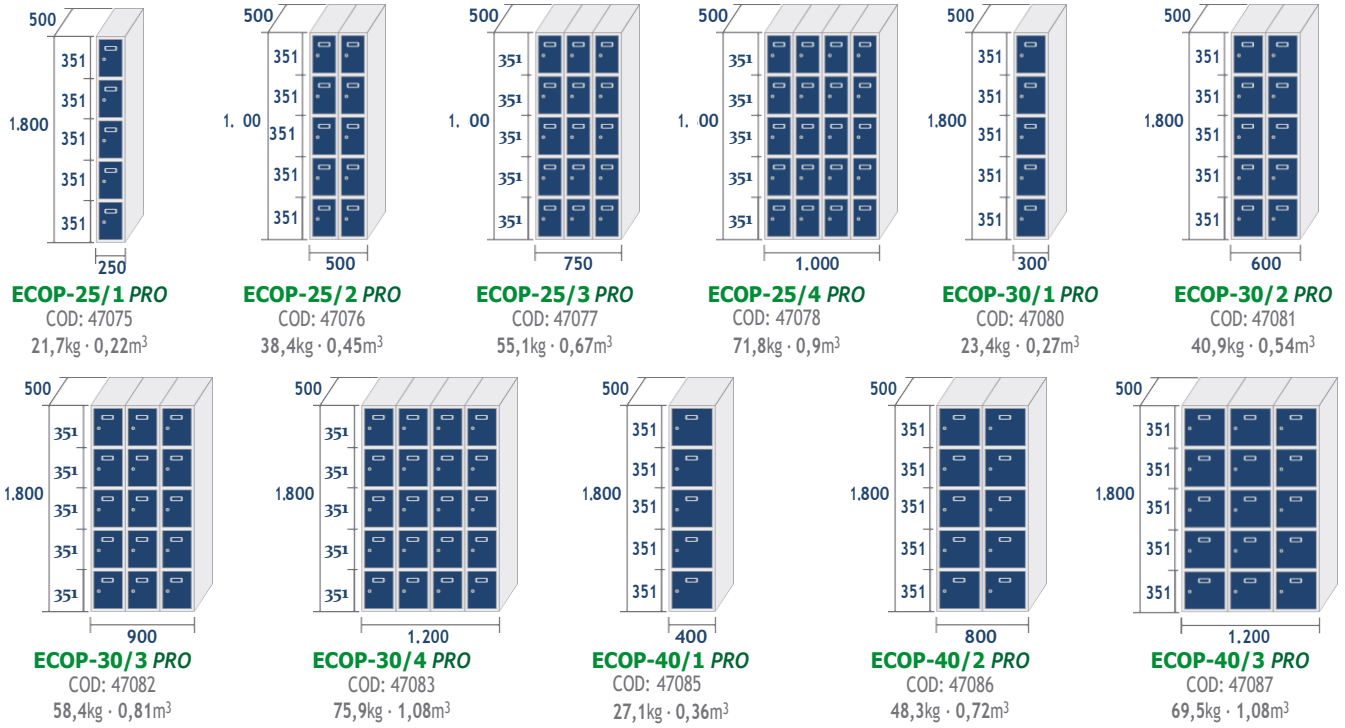 500
351
351
351
351
351
1.800
250
ECOP-25/1 PRO
COD: 47075
21,7kg · 0,22m³
500
351
351
351
351
351
1. 00
500
ECOP-25/2 PRO
COD: 47076
38,4kg · 0,45m³
500
351
351
351
351
351
1. 00
750
ECOP-25/3 PRO
COD: 47077
55,1kg · 0,67m³
500
351
351
351
351
351
1. 00
1.000
ECOP-25/4 PRO
COD: 47078
71,8kg · 0,9m³
500
351
351
351
351
351
1.800
300
ECOP-30/1 PRO
COD: 47080
23,4kg · 0,27m³
500
351
351
351
351
351
1.800
600
ECOP-30/2 PRO
COD: 47081
40,9kg · 0,54m³
500
351
351
351
351
351
1.800
900
ECOP-30/3 PRO
COD: 47082
58,4kg · 0,81m³
500
351
351
351
351
351
1.800
1.200
ECOP-30/4 PRO
COD: 47083
75,9kg · 1,08m³
500
351
351
351
351
351
1.800
400
ECOP-40/1 PRO
COD: 47085
27,1kg · 0,36m³
500
351
351
351
351
351
1.800
800
ECOP-40/2 PRO
COD: 47086
48,3kg · 0,72m³
500
351
351
351
351
351
1.800
1.200
ECOP-40/3 PRO
COD: 47087
69,5kg · 1,08m³